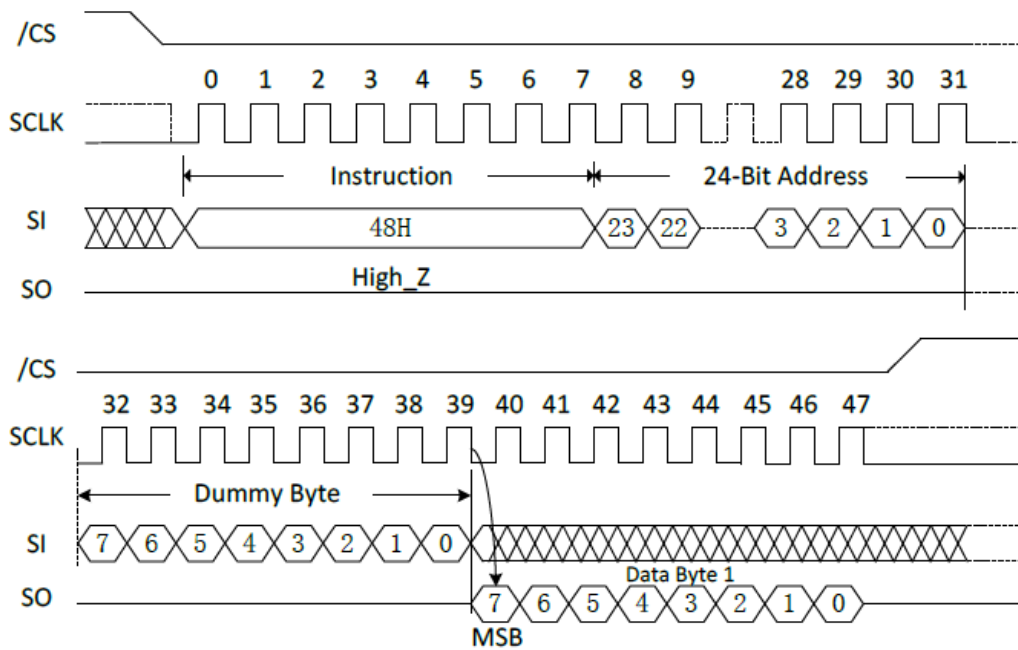 /CS
0 1 2 3 4 5 6 7 8 9 28 29 30 31
SCLK
Instruction 24-Bit Address
SI 48H 23 22 3 2 1 0
High_Z
SO
/CS
32 33 34 35 36 37 38 39 40 41 42 43 44 45 46 47
SCLK
Dummy Byte
SI 7 6 5 4 3 2 1 0
Data Byte 1
SO 7 6 5 4 3 2 1 0
MSB